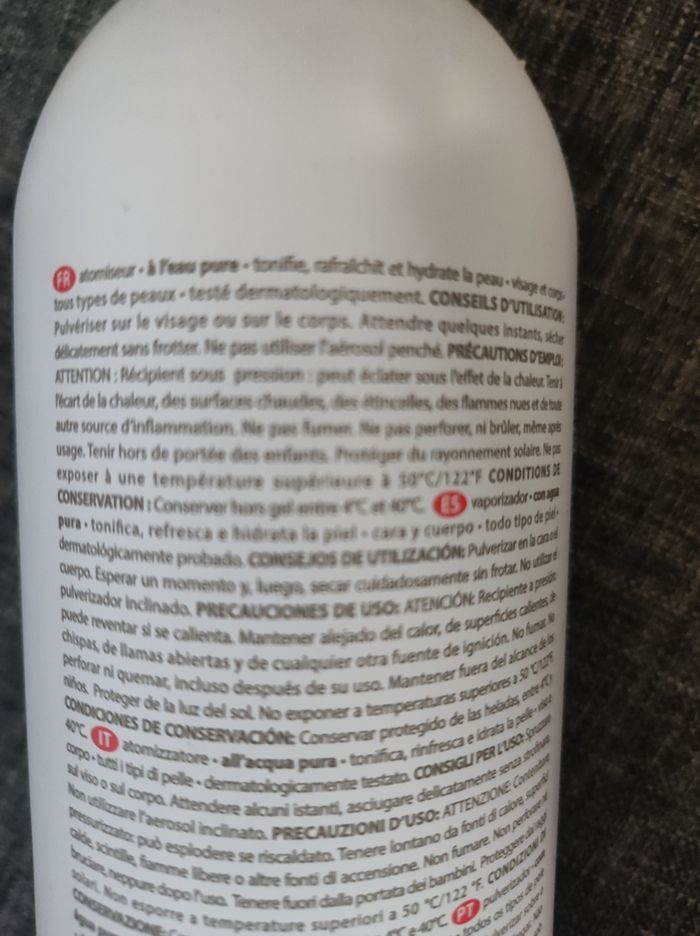 FR atomiseur • à l'eau pure • tonifie, rafraîchit et hydrate la peau • visage et corps •
tous types de peaux • testé dermatologiquement. CONSEILS D'UTILISATION :
Pulvériser sur le visage ou sur le corps. Attendre quelques instants, sécher
délicatement sans frotter. Ne pas utiliser l'aérosol penché. PRÉCAUTIONS D'EMPLOI :
ATTENTION : Récipient sous pression : peut éclater sous l'effet de la chaleur. Tenir à
l'écart de la chaleur, des surfaces chaudes, des étincelles, des flammes nues et de toute
autre source d'inflammation. Ne pas fumer. Ne pas perforer, ni brûler, même après
usage. Tenir hors de portée des enfants. Protéger du rayonnement solaire. Ne pas
exposer à une température supérieure à 50°C/122°F CONDITIONS DE
CONSERVATION : Conserver hors gel entre 4°C et 40°C. ES vaporizador • con agua
pura • tonifica, refresca e hidrata la piel • cara y cuerpo • todo tipo de piel •
dermatológicamente probado. CONSEJOS DE UTILIZACIÓN: Pulverizar en la cara o el
cuerpo. Esperar un momento y, luego, secar cuidadosamente sin frotar. No utilizar el
pulverizador inclinado. PRECAUCIONES DE USO: ATENCIÓN: Recipiente a presión:
puede reventar si se calienta. Mantener alejado del calor, de superficies calientes, de
chispas, de llamas abiertas y de cualquier otra fuente de ignición. No fumar. No
perforar ni quemar, incluso después de su uso. Mantener fuera del alcance de los
niños. Proteger de la luz del sol. No exponer a temperaturas superiores a 50 °C/122°F.
CONDICIONES DE CONSERVACIÓN: Conservar protegido de las heladas, entre 4°C y
40°C. IT atomizzatore • all'acqua pura • tonifica, rinfresca e idrata la pelle • viso e
corpo • tutti i tipi di pelle • dermatologicamente testato. CONSIGLI PER L'USO: Spruzzare
sul viso o sul corpo. Attendere alcuni istanti, asciugare delicatamente senza strofinare.
Non utilizzare l'aerosol inclinato. PRECAUZIONI D'USO: ATTENZIONE: Contenitore
pressurizzato: può esplodere se riscaldato. Tenere lontano da fonti di calore, superfici
calde, scintille, fiamme libere o altre fonti di accensione. Non fumare. Non perforare né
bruciare, neppure dopo l'uso. Tenere fuori dalla portata dei bambini. Proteggere dai raggi
solari. Non esporre a temperature superiori a 50 °C/122 °F. CONDIZIONI DI
CONSERVAZIONE: 4°C e 40°C. PT pulverizador • com
água todos os tipos de pele